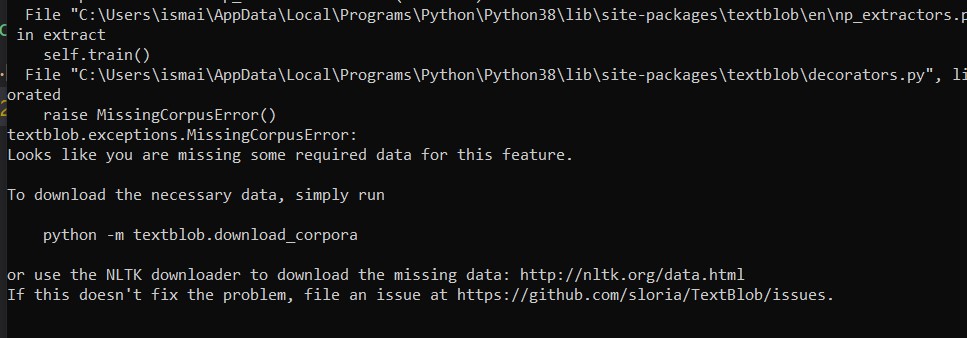 File "C:\Users\ismai\AppData\Local\Programs\Python\Python38\lib\site-packages\textblob\en\np_extractors.p
in extract
self.train()
File "C:\Users\ismai\AppData\Local\Programs\Python\Python38\lib\site-packages\textblob\decorators.py", li
orated
raise MissingCorpusError()
textblob.exceptions.MissingCorpusError:
Looks like you are missing some required data for this feature.
To download the necessary data, simply run
python -m textblob.download_corpora
or use the NLTK downloader to download the missing data: http://nltk.org/data.html
If this doesn't fix the problem, file an issue at https://github.com/sloria/TextBlob/issues.